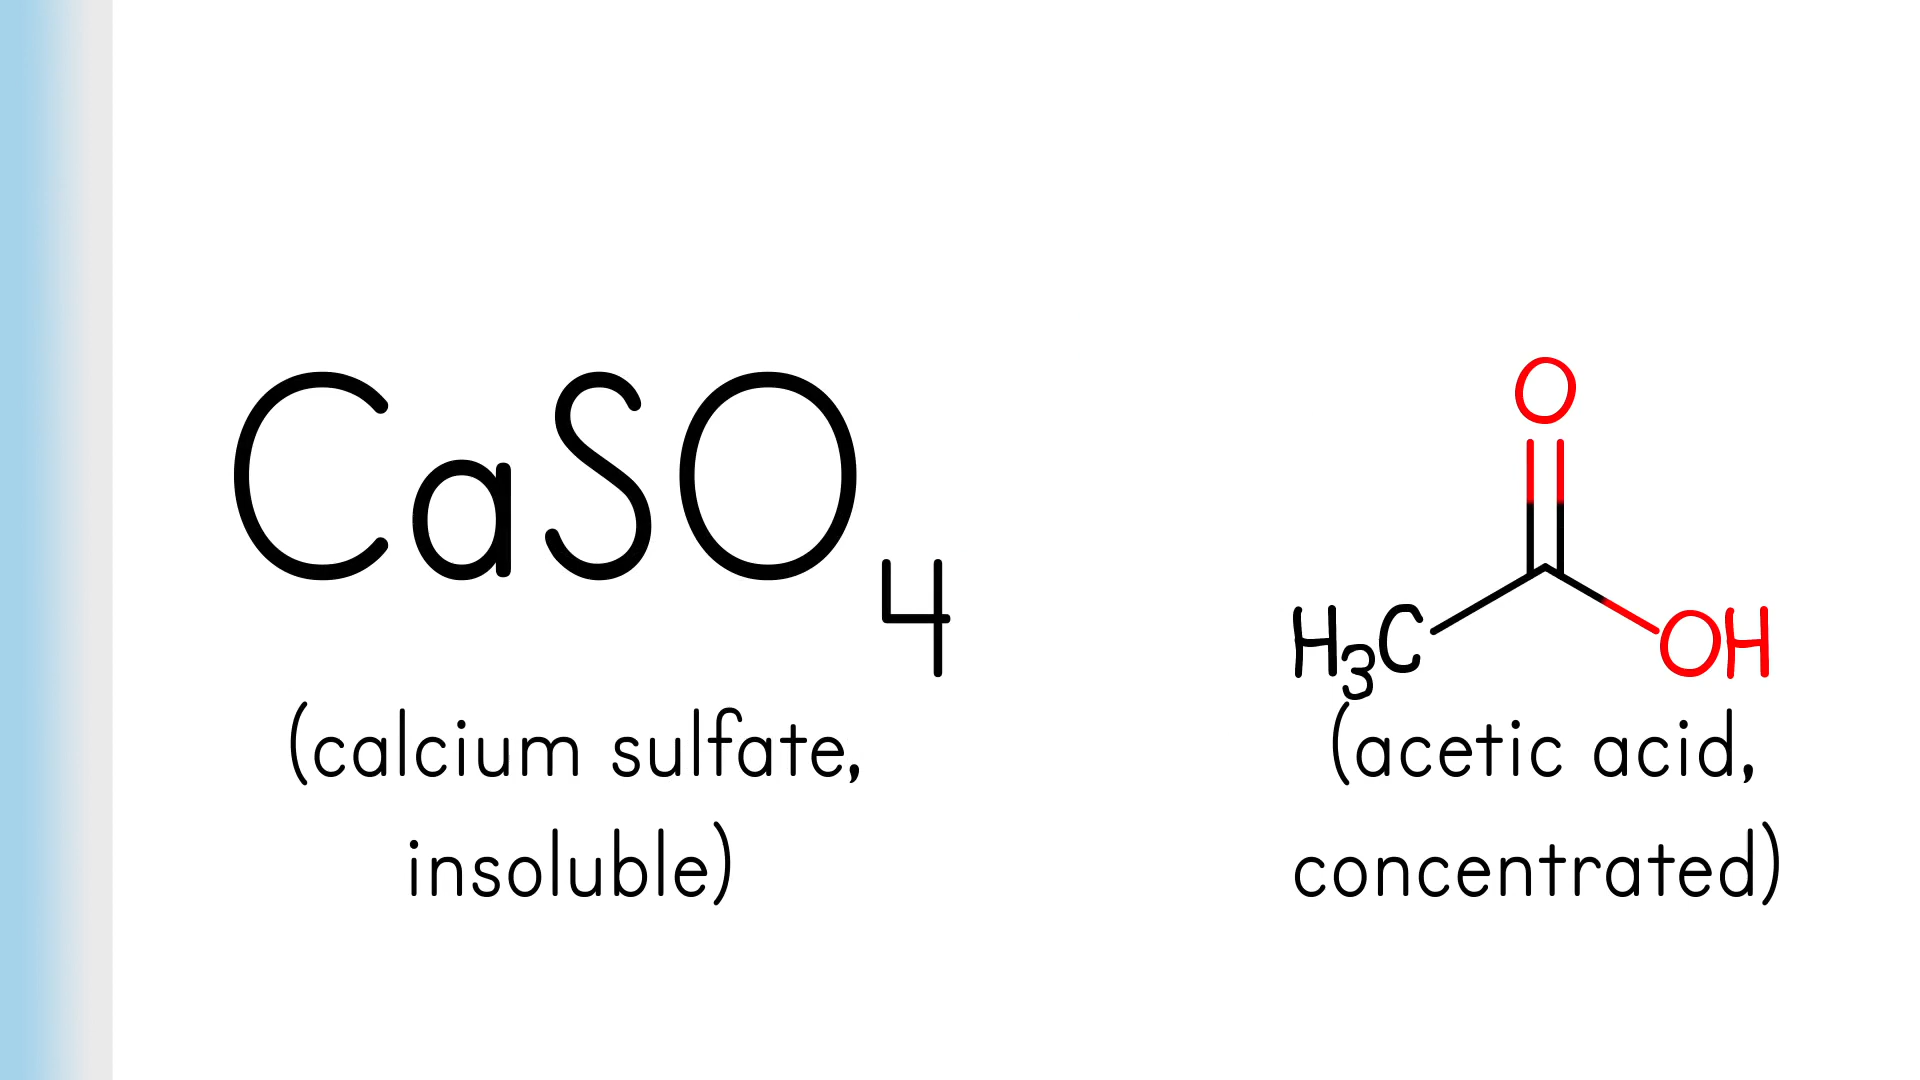 CaSO₄
(calcium sulfate,
insoluble)
O
H₃C OH
(acetic acid,
concentrated)